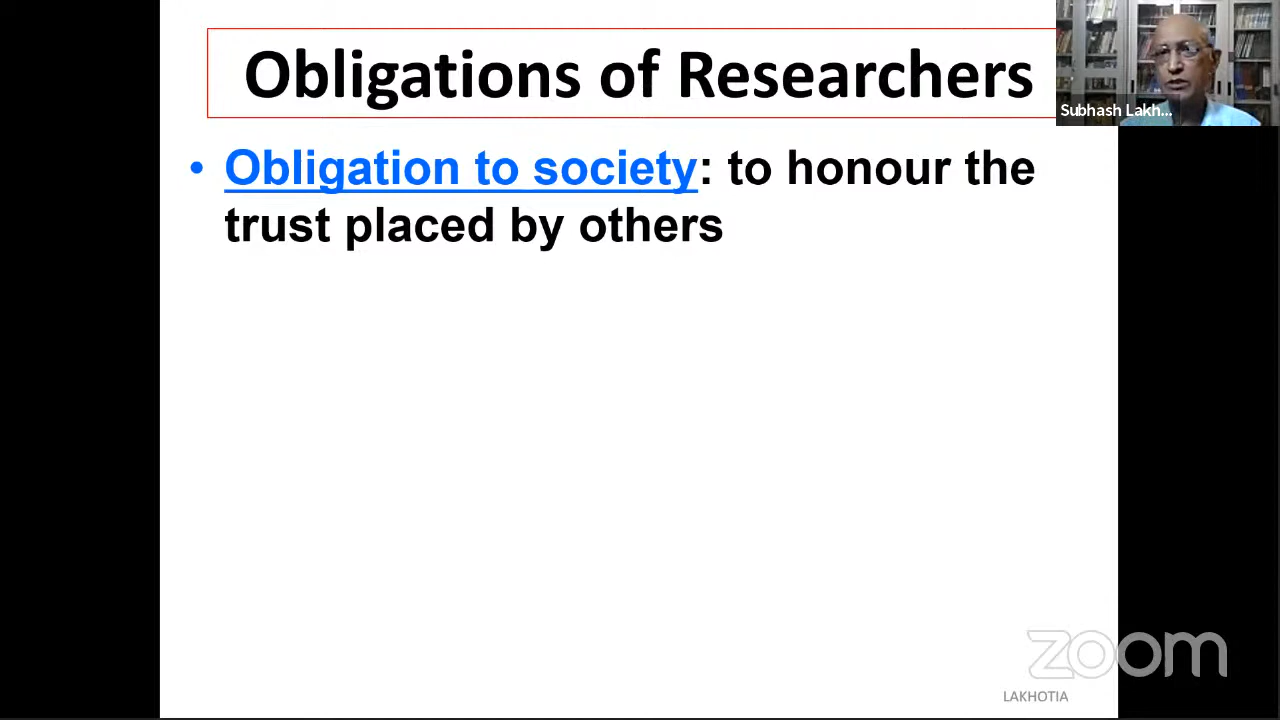 Obligations of Researchers
Subhash Lakh...
• Obligation to society: to honour the
trust placed by others
zoom
LAKHOTIA